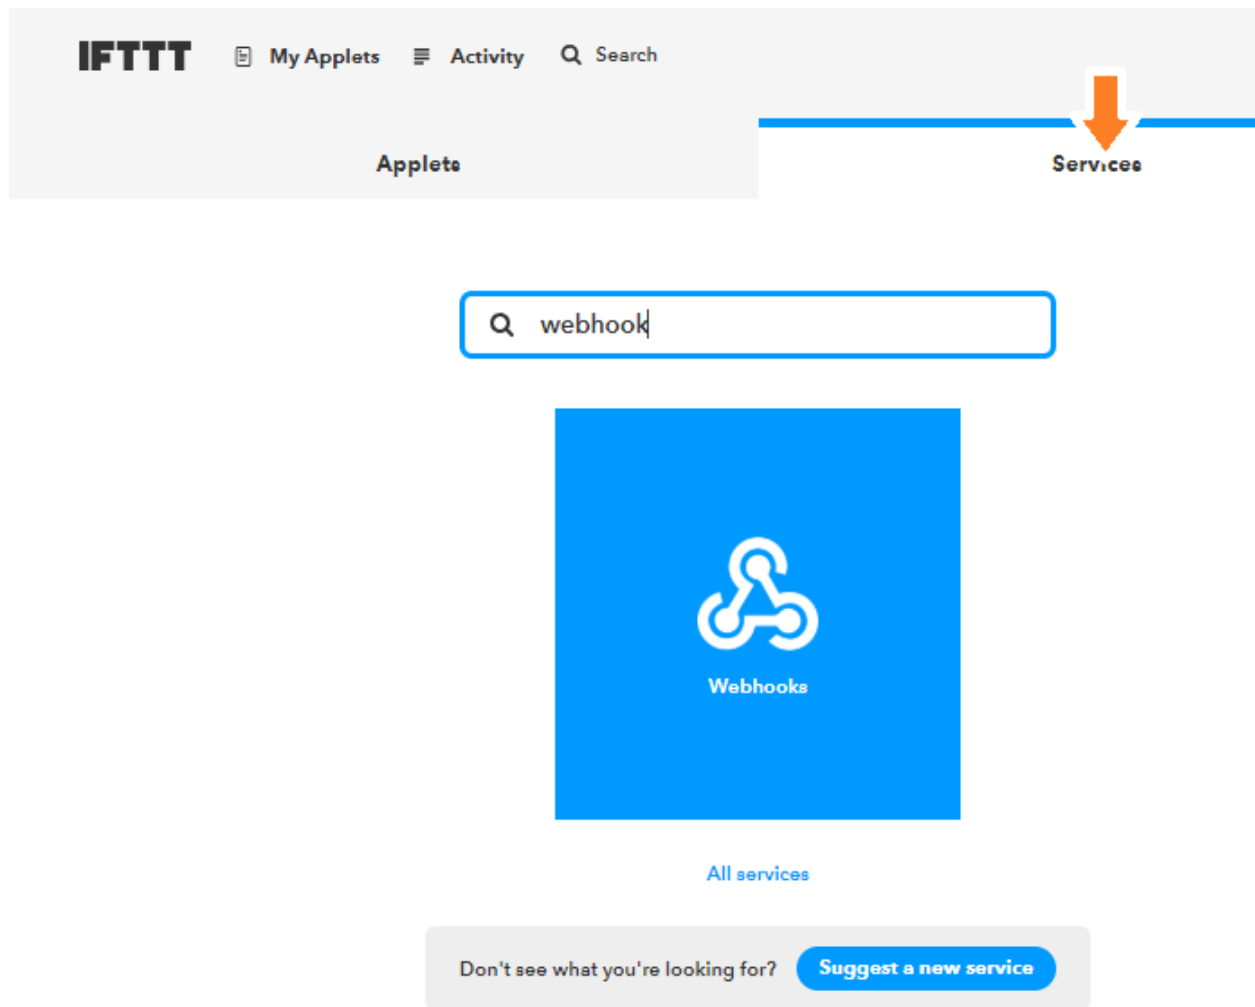 IFTTT My Applets Activity Search
Applets Services
webhook
Webhooks
All services
Don't see what you're looking for? Suggest a new service